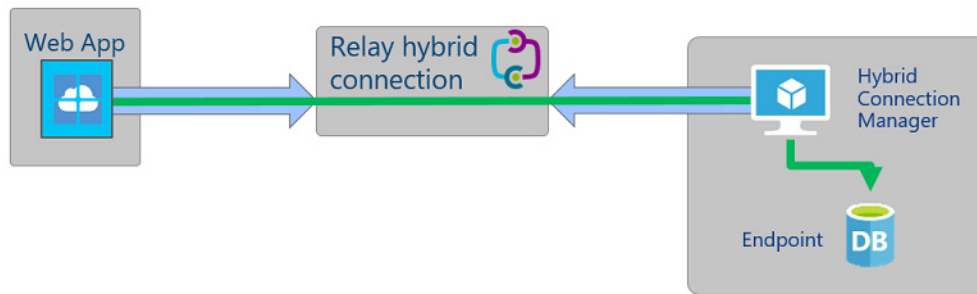 Web App
Relay hybrid
connection
Hybrid
Connection
Manager
Endpoint
DB